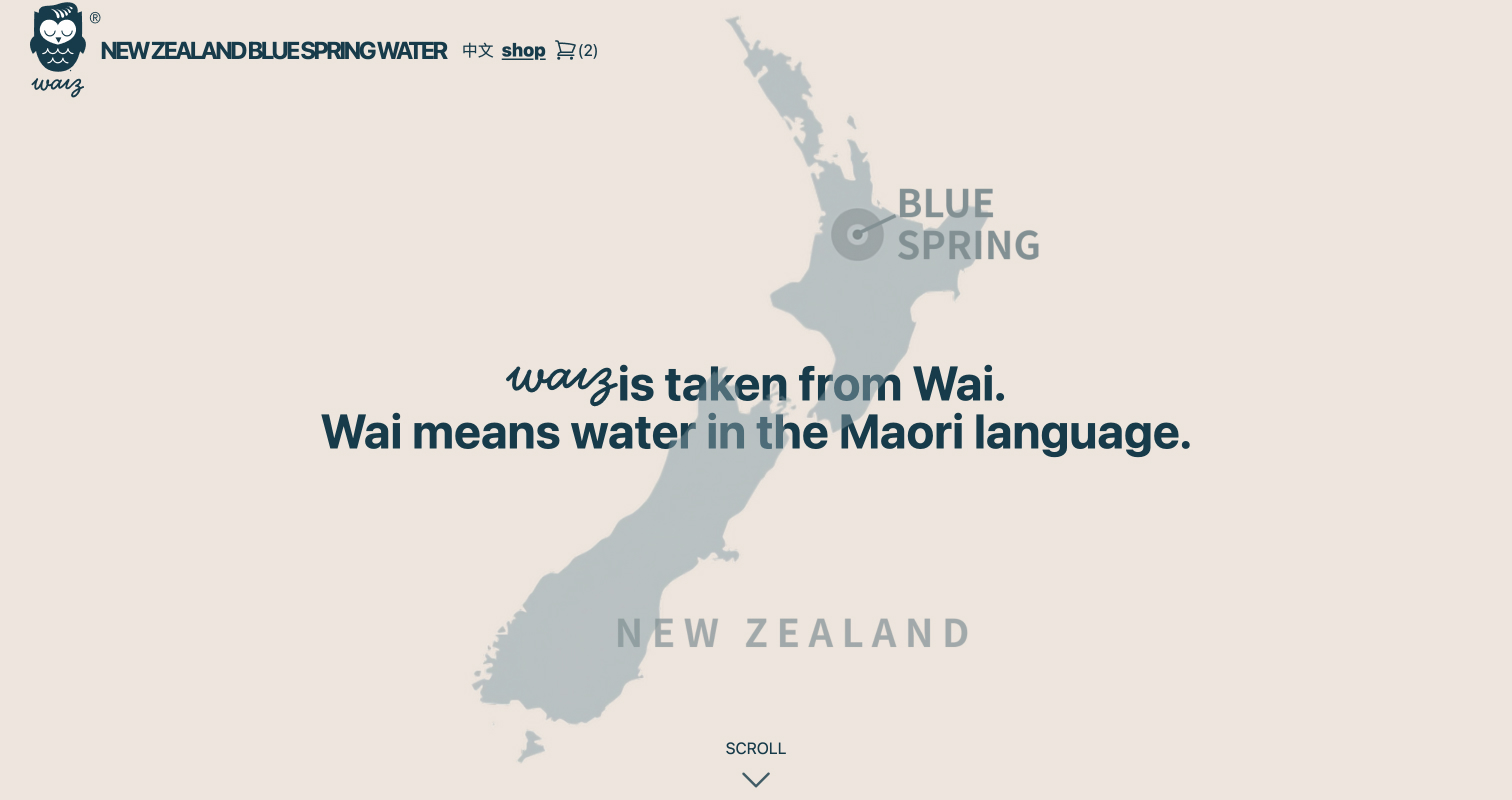 ®
waiz
NEW ZEALAND BLUE SPRING WATER 中文 shop (2)
BLUE
SPRING
waiz is taken from Wai.
Wai means water in the Maori language.
NEW ZEALAND
SCROLL